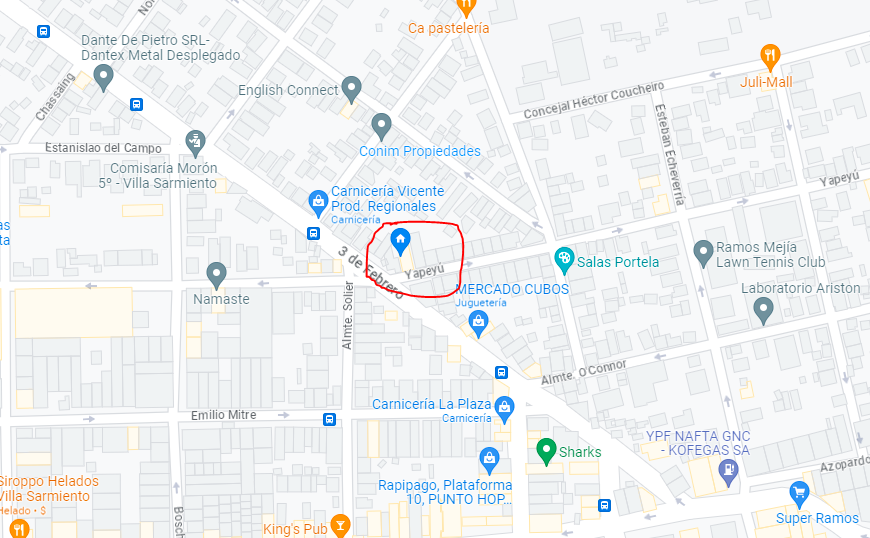 Ca pastelería
Dante De Pietro SRL-
Dantex Metal Desplegado
Juli-Mall
Chassaing
English Connect
Concejal Héctor Coucheiro
Esteban Echeverría
Estanislao del Campo
Conim Propiedades
Comisaría Morón
5º - Villa Sarmiento
Yapeyú
Carnicería Vicente
Prod. Regionales
Carnicería
3 de Febrero
Yapeyú
Salas Portela
Ramos Mejía
Lawn Tennis Club
Namaste
MERCADO CUBOS
Juguetería
Laboratorio Ariston
Almte. Solier
Almte. O'Connor
Carnicería La Plaza
Carnicería
Emilio Mitre
YPF NAFTA GNC
- KOFEGAS SA
Sharks
Azopardo
Siroppo Helados
Villa Sarmiento
Helado • $
Rapipago, Plataforma
10, PUNTO HOP...
King's Pub
Super Ramos